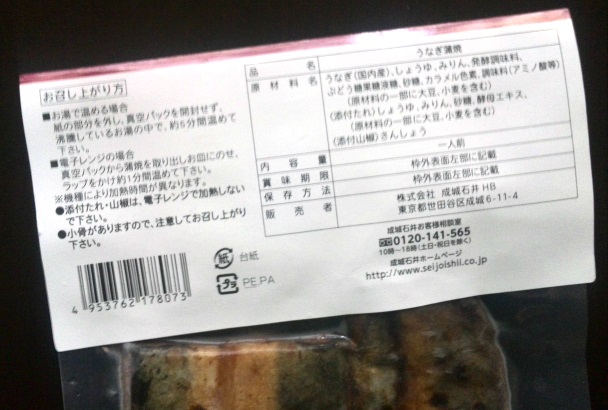 お召し上がり方
■お湯で温める場合
紙の部分を外し、真空パックを開封せず、
沸騰しているお湯の中で、約5分間温めて
下さい。
■電子レンジの場合
真空パックから蒲焼を取り出しお皿にのせ、
ラップをかけ約1分間温めて下さい。
※機種により加熱時間が異なります。
●添付たれ・山椒は、電子レンジで加熱しない
で下さい。
●小骨がありますので、注意してお召し上がり
下さい。
品名 うなぎ蒲焼
原材料名 うなぎ(国内産)、しょうゆ、みりん、発酵調味料、
ぶどう糖果糖液糖、砂糖、カラメル色素、調味料(アミノ酸等)
(原材料の一部に大豆、小麦を含む)
(添付たれ)しょうゆ、みりん、砂糖、酵母エキス、
(原材料の一部に大豆、小麦を含む)
(添付山椒)さんしょう
内容量 一人前
賞味期限 枠外表面左部に記載
保存方法 枠外表面左部に記載
販売者 株式会社 成城石井 HB
東京都世田谷区成城6-11-4
成城石井お客様相談室
0120-141-565
10時～18時(土日・祝日を除く)
成城石井ホームページ
http://www.seijoishii.co.jp
紙 台紙
プラ PE,PA
4 953762 178073